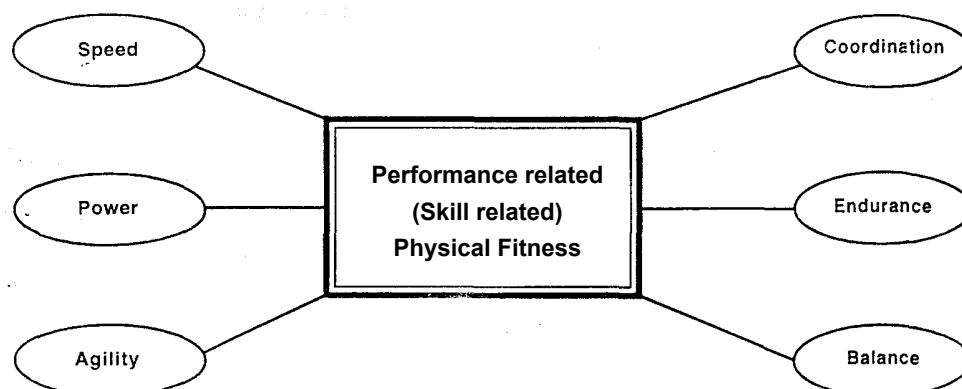 Speed
Coordination
Performance related
(Skill related)
Physical Fitness
Power
Endurance
Agility
Balance